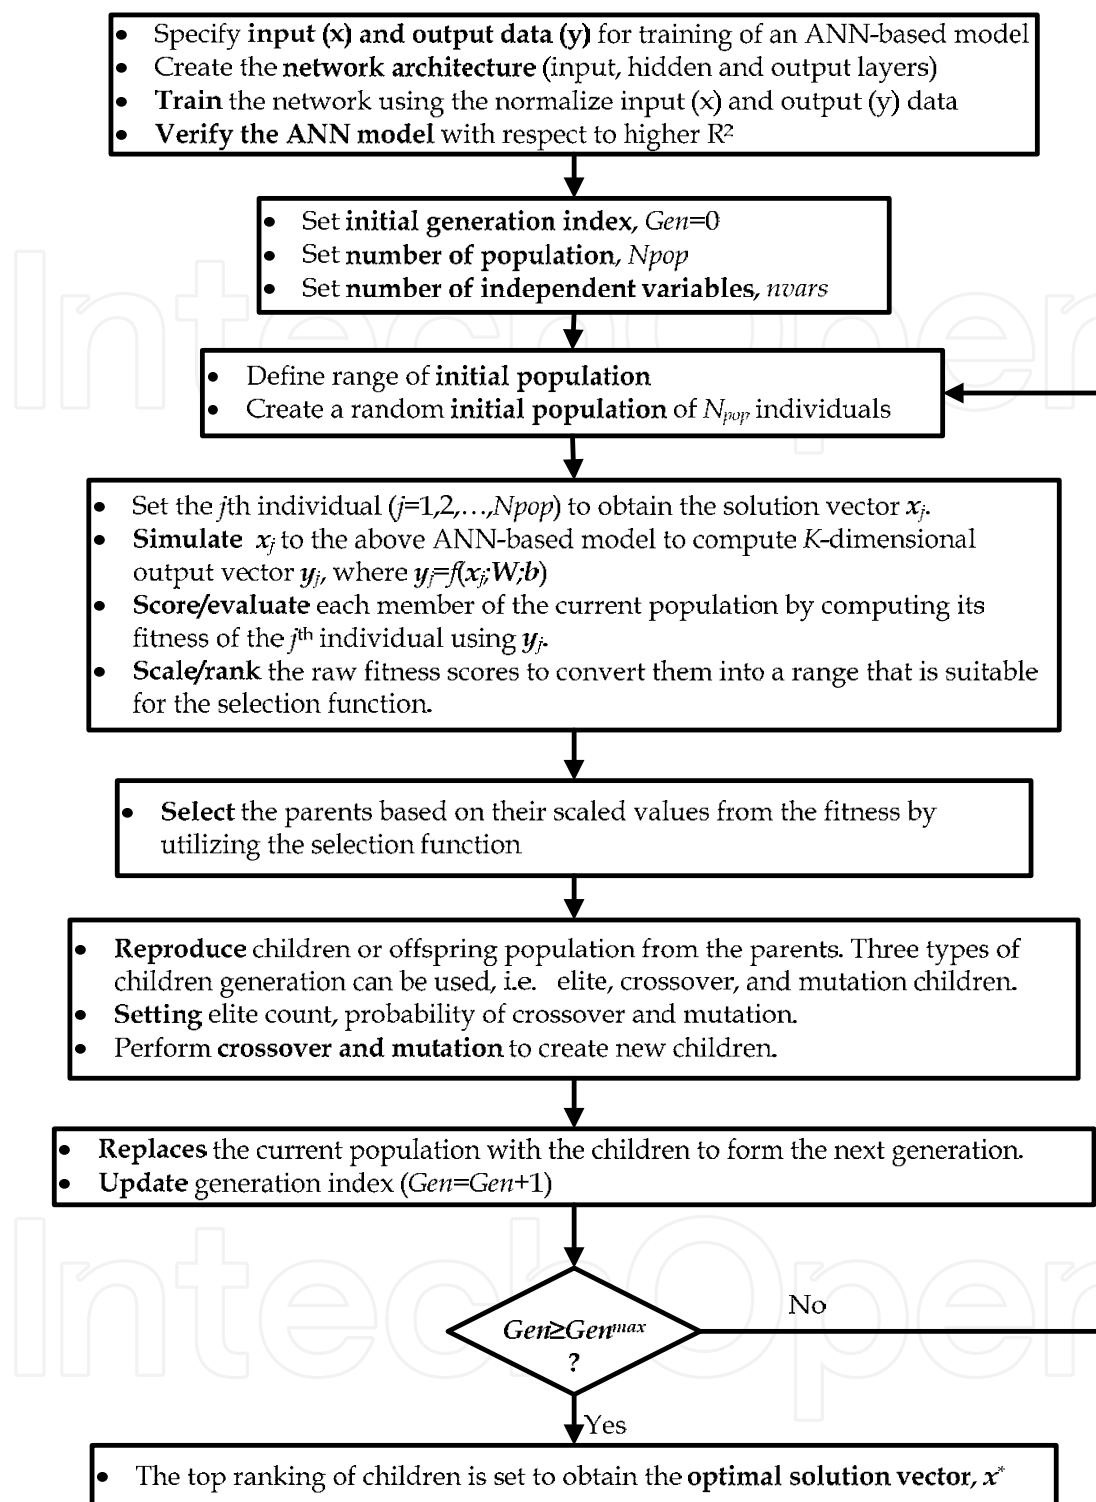 • Specify input (x) and output data (y) for training of an ANN-based model
• Create the network architecture (input, hidden and output layers)
• Train the network using the normalize input (x) and output (y) data
• Verify the ANN model with respect to higher R²
• Set initial generation index, Gen=0
• Set number of population, Npop
• Set number of independent variables, nvars
• Define range of initial population
• Create a random initial population of Npop individuals
• Set the jth individual (j=1,2,…,Npop) to obtain the solution vector xj.
• Simulate xj to the above ANN-based model to compute K-dimensional
output vector yj, where yj=f(xj;W;b)
• Score/evaluate each member of the current population by computing its
fitness of the jth individual using yj.
• Scale/rank the raw fitness scores to convert them into a range that is suitable
for the selection function.
• Select the parents based on their scaled values from the fitness by
utilizing the selection function
• Reproduce children or offspring population from the parents. Three types of
children generation can be used, i.e. elite, crossover, and mutation children.
• Setting elite count, probability of crossover and mutation.
• Perform crossover and mutation to create new children.
• Replaces the current population with the children to form the next generation.
• Update generation index (Gen=Gen+1)
No
Gen≥Genmax
?
Yes
• The top ranking of children is set to obtain the optimal solution vector, x*
IntechOpen
IntechOpen